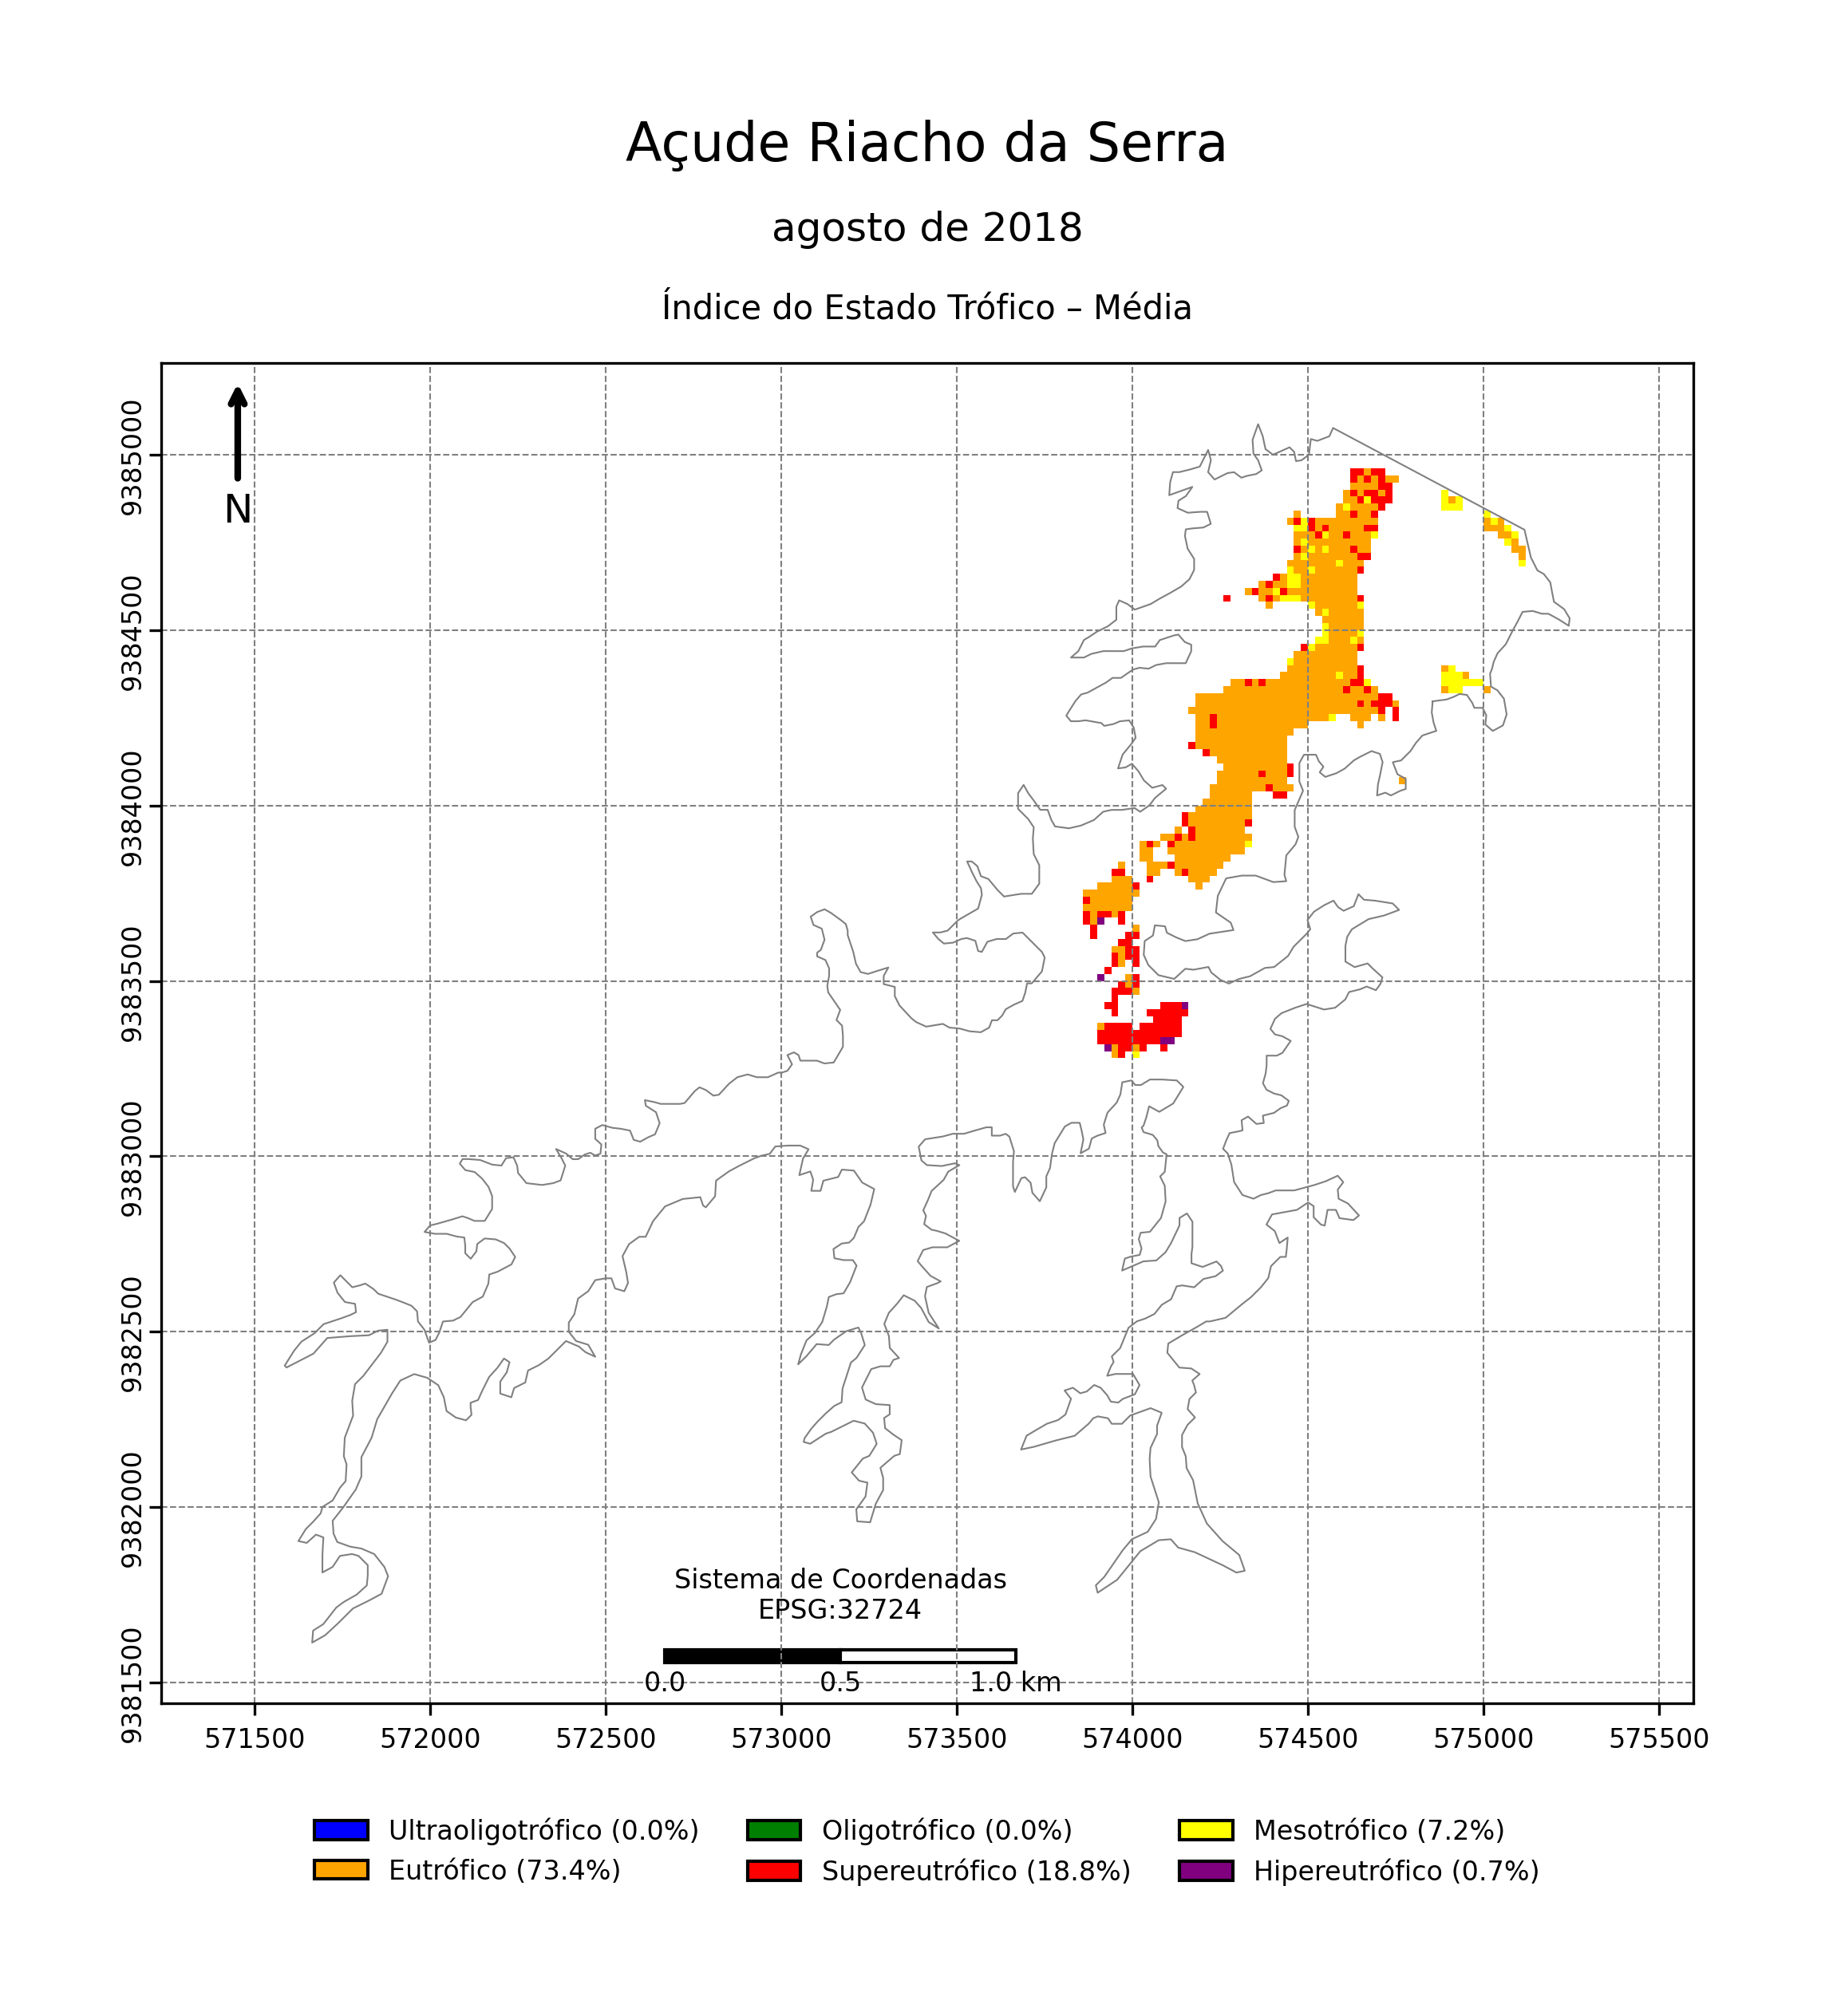 Açude Riacho da Serra
agosto de 2018
Índice do Estado Trófico – Média
N
9385000
9384500
9384000
9383500
9383000
9382500
9382000
9381500
Sistema de Coordenadas
EPSG:32724
0.0 0.5 1.0 km
571500 572000 572500 573000 573500 574000 574500 575000 575500
Ultraoligotrófico (0.0%) Oligotrófico (0.0%) Mesotrófico (7.2%)
Eutrófico (73.4%) Supereutrófico (18.8%) Hipereutrófico (0.7%)